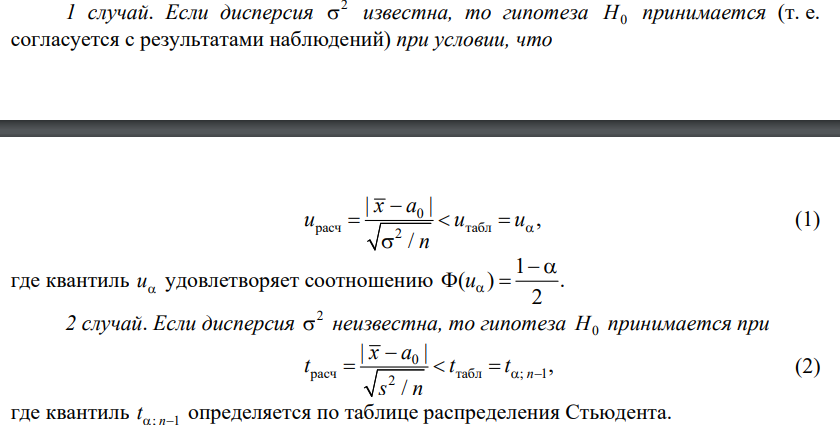 1 случай. Если дисперсия σ² известна, то гипотеза H₀ принимается (т. е.
согласуется с результатами наблюдений) при условии, что
u_расч = |x̄ − a₀| / √(σ² / n) < u_табл = u_α, (1)
где квантиль u_α удовлетворяет соотношению Φ(u_α) = (1 − α) / 2.
2 случай. Если дисперсия σ² неизвестна, то гипотеза H₀ принимается при
t_расч = |x̄ − a₀| / √(s² / n) < t_табл = t_α; n−1, (2)
где квантиль t_α; n−1 определяется по таблице распределения Стьюдента.